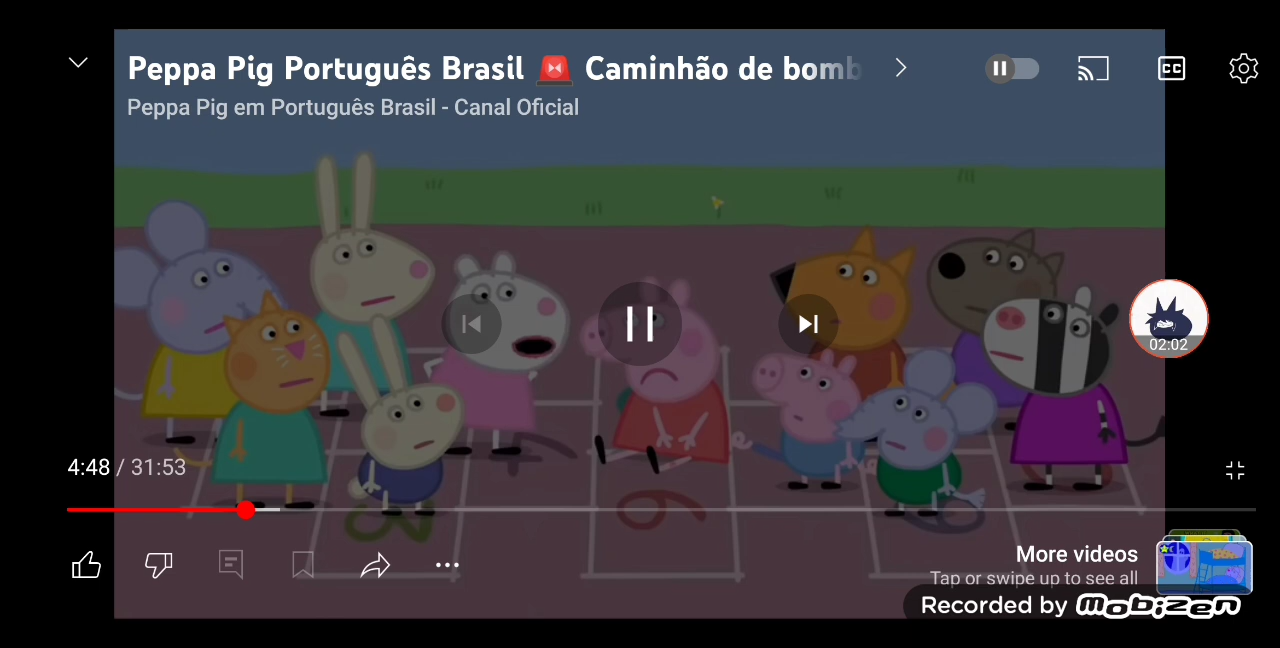 Peppa Pig Português Brasil 🚨 Caminhão de bomb
Peppa Pig em Português Brasil - Canal Oficial
CC
02:02
4:48 / 31:53
More videos
Tap or swipe up to see all
Recorded by Mobizen